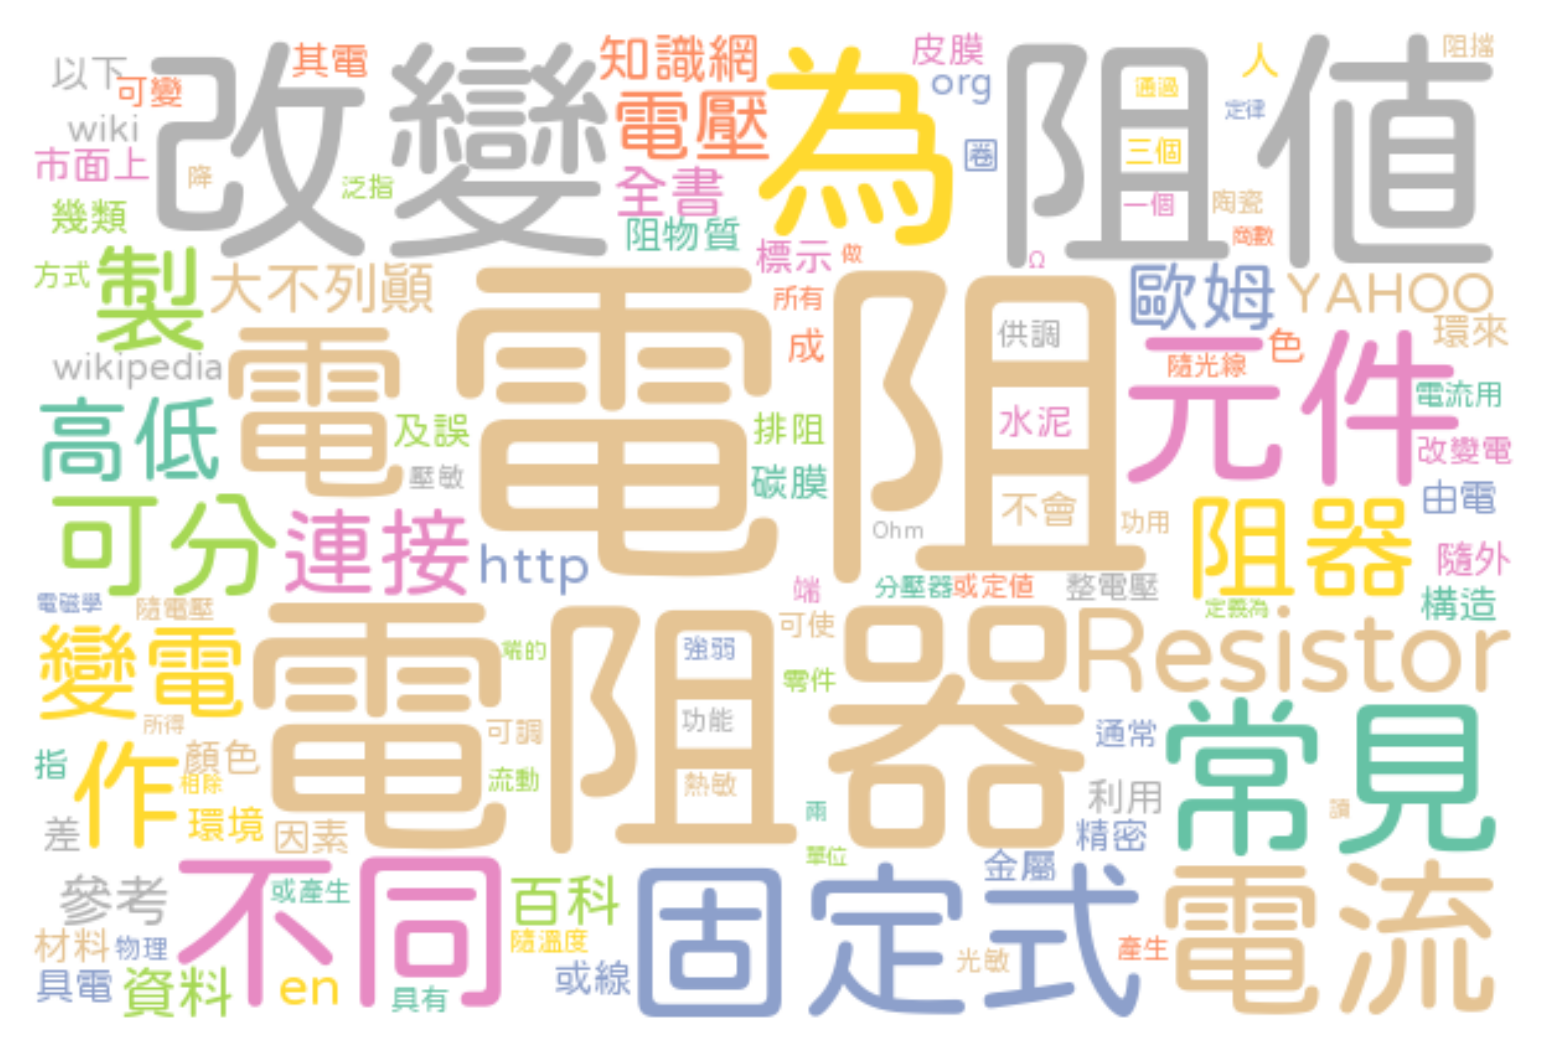 以下
可變
其電
改變
知識網
為
皮膜
阻值
人
阻擋
wiki
電壓
org
通過
定律
市面上
降
泛指
全書
圈
卷
三個
幾類
阻物質
一個
陶瓷
方式
製
大不列顛
標示
做
Ω
歐姆
YAHOO
電阻
所有
供調
環來
wikipedia
電
成
元件
隨光線
色
高低
及誤
排阻
水泥
電流用
壓敏
碳膜
改變電
可分
連接
http
不會
Ohm
功用
阻器
由電
隨外
電磁學
隨電壓
端
分壓器
或定值
整電壓
定義為
構造
變電
電阻器
端的
強弱
可使
Resistor
零件
所得
可調
功能
通常
常見
指
作
顏色
相除
流動
熱敏
利用
差
環境
因素
兩
精密
讀
單位
參考
不同
或產生
百科
固定式
金屬
電流
材料
物理
隨溫度
光敏
產生
具電
資料
en
具有
或線